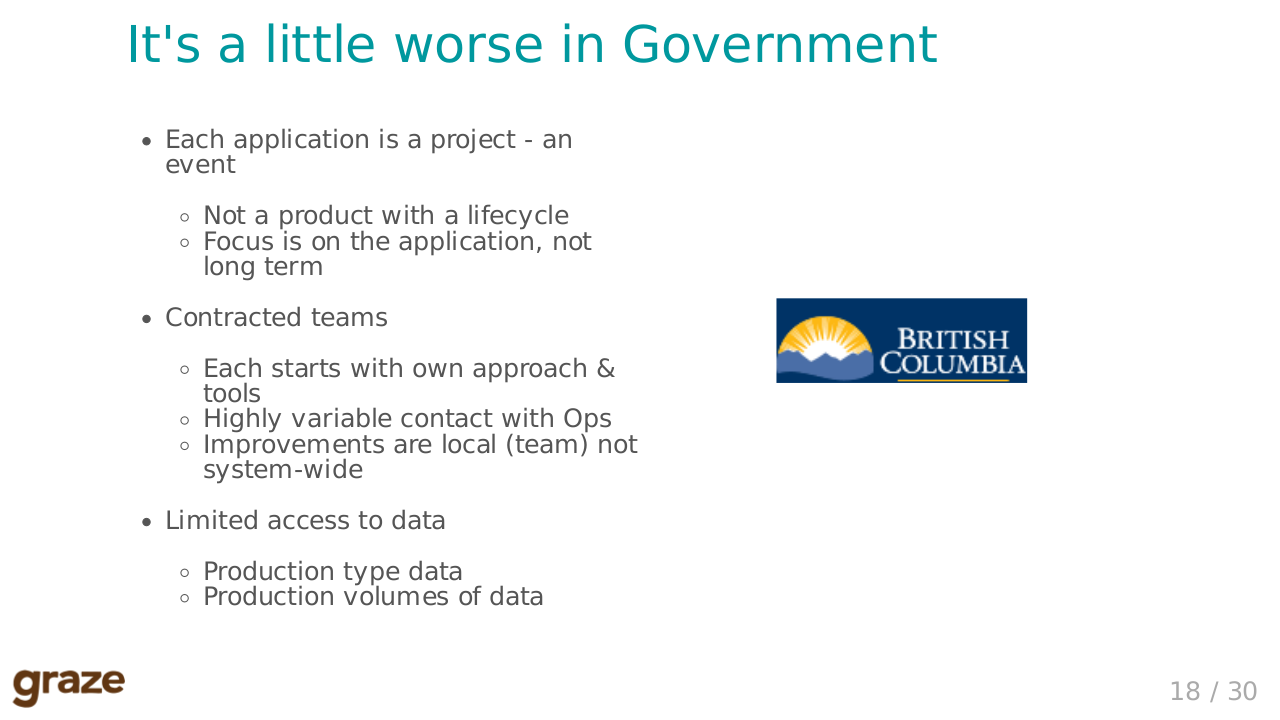 It's a little worse in Government
• Each application is a project - an
event
◦ Not a product with a lifecycle
◦ Focus is on the application, not
long term
• Contracted teams
◦ Each starts with own approach &
tools
◦ Highly variable contact with Ops
◦ Improvements are local (team) not
system-wide
• Limited access to data
◦ Production type data
◦ Production volumes of data
BRITISH
COLUMBIA
graze
18 / 30